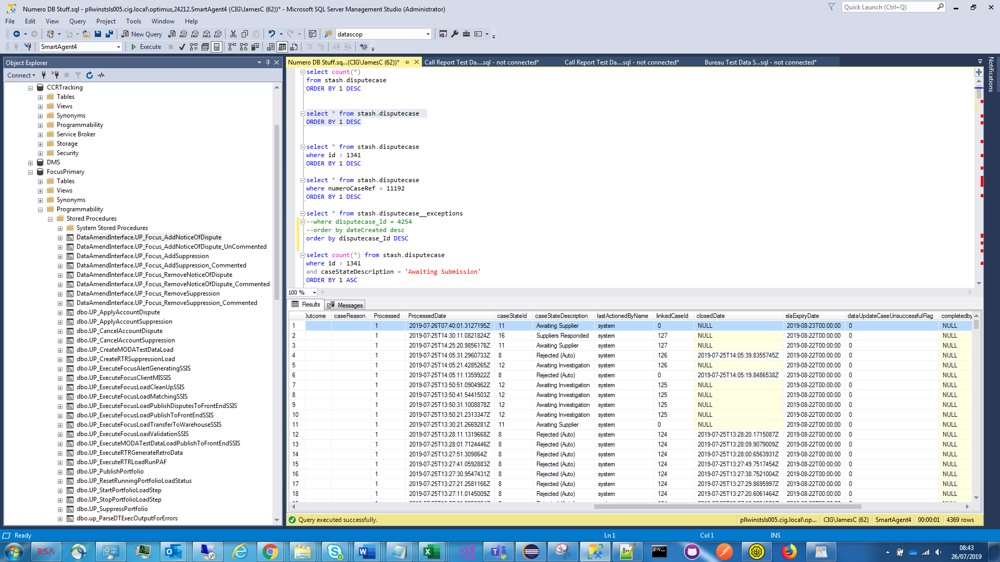 Numero DB Stuff.sql - pllwinstsls005.cig.local\optimus,24212.SmartAgent4 (CIG\JamesC (62))* - Microsoft SQL Server Management Studio (Administrator)
Quick Launch (Ctrl+Q)
File Edit View Query Project Tools Window Help
New Query
datascop
SmartAgent4
Execute
Object Explorer
Connect
CCRTracking
Tables
Views
Synonyms
Programmability
Service Broker
Storage
Security
DMS
FocusPrimary
Tables
Views
Synonyms
Programmability
Stored Procedures
System Stored Procedures
DataAmendInterface.UP_Focus_AddNoticeOfDispute
DataAmendInterface.UP_Focus_AddNoticeOfDispute_UnCommented
DataAmendInterface.UP_Focus_AddSuppression
DataAmendInterface.UP_Focus_AddSuppression_Commented
DataAmendInterface.UP_Focus_RemoveNoticeOfDispute
DataAmendInterface.UP_Focus_RemoveNoticeOfDispute_Commented
DataAmendInterface.UP_Focus_RemoveSuppression
DataAmendInterface.UP_Focus_RemoveSuppression_Commented
dbo.UP_ApplyAccountDispute
dbo.UP_ApplyAccountSuppression
dbo.UP_CancelAccountDispute
dbo.UP_CancelAccountSuppression
dbo.UP_CreateMODATestDataLoad
dbo.UP_CreateRTRSuppressionLoad
dbo.UP_ExecuteFocusAlertGeneratingSSIS
dbo.UP_ExecuteFocusClientMISSIS
dbo.UP_ExecuteFocusLoadCleanUpSSIS
dbo.UP_ExecuteFocusLoadMatchingSSIS
dbo.UP_ExecuteFocusLoadPublishDisputesToFrontEndSSIS
dbo.UP_ExecuteFocusLoadPublishToFrontEndSSIS
dbo.UP_ExecuteFocusLoadTransferToWarehouseSSIS
dbo.UP_ExecuteFocusLoadValidationSSIS
dbo.UP_ExecuteMODATestDataLoadPublishToFrontEndSSIS
dbo.UP_ExecuteRTRGenerateRetroData
dbo.UP_ExecuteRTRLoadRunPAF
dbo.UP_PublishPortfolio
dbo.UP_ResetRunningPortfolioLoadStatus
dbo.UP_StartPortfolioLoadStep
dbo.UP_StopPortfolioLoadStep
dbo.UP_SuppressPortfolio
dbo.up_ParseDTExecOutputForErrors
Numero DB Stuff.sq...(CIG\JamesC (62))* Call Report Test Da....sql - not connected* Call Report Test Da....sql - not connected* Bureau Test Data S...sql - not connected*
Notifications
select count(*)
from stash.disputecase
ORDER BY 1 DESC
select * from stash.disputecase
ORDER BY 1 DESC
select * from stash.disputecase
where id > 1341
ORDER BY 1 DESC
select * from stash.disputecase
where numeroCaseRef = 11192
ORDER BY 1 DESC
select * from stash.disputecase__exceptions
--where disputecase_Id = 4254
--order by dateCreated desc
order by disputecase_Id DESC
select count(*) from stash.disputecase
where id > 1341
and caseStateDescription = 'Awaiting Submission'
ORDER BY 1 ASC
100 %
Results Messages
Outcome caseReason Processed ProcessedDate caseStateId caseStateDescription lastActionedByName linkedCaseId closedDate slaExpiryDate dataUpdateCaseUnsuccessfulFlag completedby
1 1 2019-07-26T07:40:01.3127195Z 11 Awaiting Supplier system 0 NULL 2019-08-23T00:00:00 0 NULL
2 1 2019-07-25T14:30:11.0821824Z 16 Suppliers Responded system 127 NULL 2019-08-22T00:00:00 0 NULL
3 1 2019-07-25T14:25:20.9856178Z 11 Awaiting Supplier system 127 NULL 2019-08-22T00:00:00 0 NULL
4 1 2019-07-25T14:05:31.2960733Z 8 Rejected (Auto) system 126 2019-07-25T14:05:39.8355745Z 2019-08-22T00:00:00 0 NULL
5 1 2019-07-25T14:05:21.4285265Z 12 Awaiting Investigation system 126 NULL 2019-08-22T00:00:00 0 NULL
6 1 2019-07-25T14:05:11.1359922Z 8 Rejected (Auto) system 0 2019-07-25T14:05:19.8486538Z 2019-08-22T00:00:00 0 NULL
7 1 2019-07-25T13:50:51.0904962Z 12 Awaiting Investigation system 125 NULL 2019-08-22T00:00:00 0 NULL
8 1 2019-07-25T13:50:41.5441503Z 12 Awaiting Investigation system 125 NULL 2019-08-22T00:00:00 0 NULL
9 1 2019-07-25T13:50:31.1008878Z 12 Awaiting Investigation system 125 NULL 2019-08-22T00:00:00 0 NULL
10 1 2019-07-25T13:50:21.2313347Z 12 Awaiting Investigation system 125 NULL 2019-08-22T00:00:00 0 NULL
11 1 2019-07-25T13:30:21.2669281Z 11 Awaiting Supplier system 0 NULL 2019-08-22T00:00:00 0 NULL
12 1 2019-07-25T13:28:11.1319668Z 8 Rejected (Auto) system 124 2019-07-25T13:28:20.1715087Z 2019-08-22T00:00:00 0 NULL
13 1 2019-07-25T13:28:01.7124446Z 8 Rejected (Auto) system 124 2019-07-25T13:28:09.9079009Z 2019-08-22T00:00:00 0 NULL
14 1 2019-07-25T13:27:51.309864Z 8 Rejected (Auto) system 124 2019-07-25T13:28:00.6563931Z 2019-08-22T00:00:00 0 NULL
15 1 2019-07-25T13:27:41.0592883Z 8 Rejected (Auto) system 124 2019-07-25T13:27:49.7517454Z 2019-08-22T00:00:00 0 NULL
16 1 2019-07-25T13:27:30.9547431Z 8 Rejected (Auto) system 124 2019-07-25T13:27:38.7521004Z 2019-08-22T00:00:00 0 NULL
17 1 2019-07-25T13:27:21.2581166Z 8 Rejected (Auto) system 124 2019-07-25T13:27:29.8695997Z 2019-08-22T00:00:00 0 NULL
18 1 2019-07-25T13:27:11.0145009Z 8 Rejected (Auto) system 124 2019-07-25T13:27:20.6061464Z 2019-08-22T00:00:00 0 NULL
Query executed successfully. pllwinstsls005.cig.local\op... CIG\JamesC (62) SmartAgent4 00:00:01 4369 rows
Ready Ln 1 Col 1 INS
RSA
08:43
26/07/2019